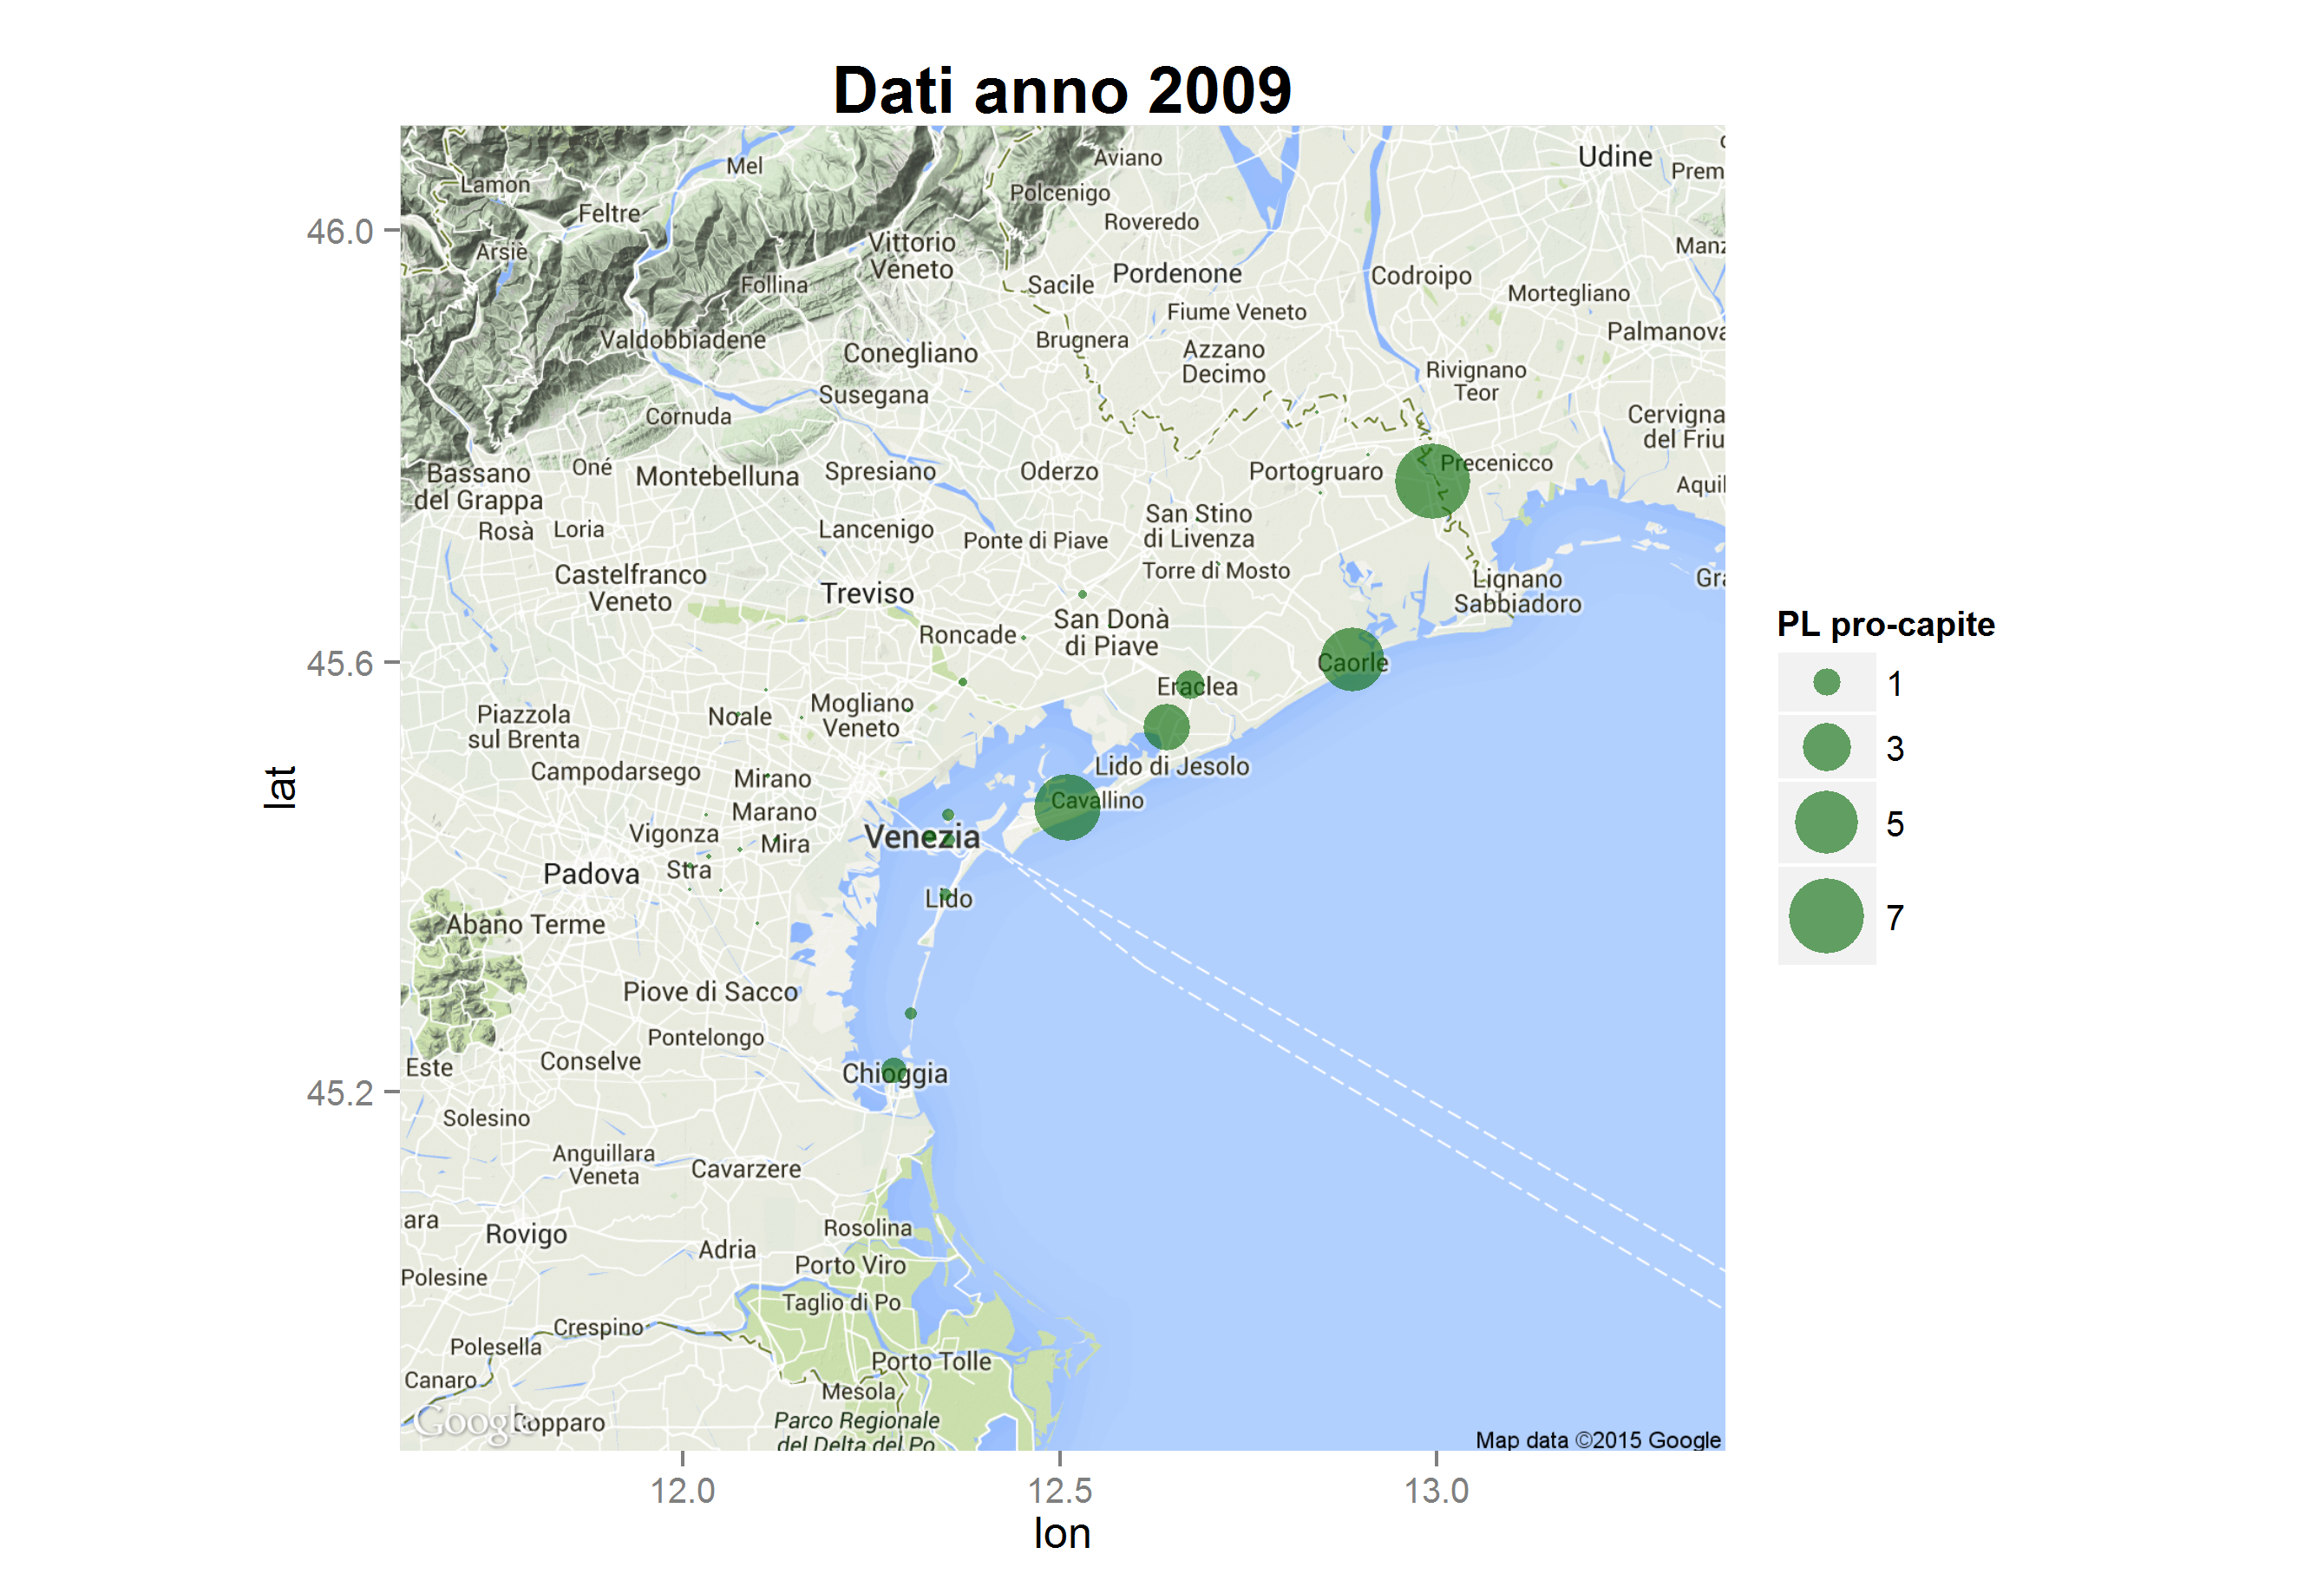 Dati anno 2009
Udine
Aviano
Mel
Prem
Lamon
Polcenigo
Feltre
Roveredo
Vittorio
Veneto
Manz
Arsiè
Pordenone
Codroipo
Follina
Sacile
Mortegliano
Fiume Veneto
Palmanova
Valdobbiadene
Brugnera
Conegliano
Azzano
Decimo
Rivignano
Teor
Susegana
Cornuda
Cervigna
del Friu
Bassano
del Grappa
Oné
Montebelluna
Spresiano
Oderzo
Portogruaro
Precenicco
Aquil
Rosà
Loria
Lancenigo
Ponte di Piave
San Stino
di Livenza
Torre di Mosto
Castelfranco
Veneto
Treviso
Lignano
Sabbiadoro
Gra
Roncade
San Donà
di Piave
Caorle
Eraclea
Piazzola
sul Brenta
Noale
Mogliano
Veneto
Campodarsego
Mirano
Lido di Jesolo
Marano
Cavallino
Vigonza
Mira
Venezia
Padova
Stra
Lido
Abano Terme
Piove di Sacco
Pontelongo
Este
Conselve
Chioggia
Solesino
Anguillara
Veneta
Cavarzere
ara
Rovigo
Rosolina
Adria
Porto Viro
Polesine
Taglio di Po
Crespino
Polesella
Porto Tolle
Canaro
Mesola
Google
Copparo
Parco Regionale
del Delta del Po
Map data ©2015 Google
46.0
45.6
45.2
lat
12.0
12.5
13.0
lon
PL pro-capite
1
3
5
7